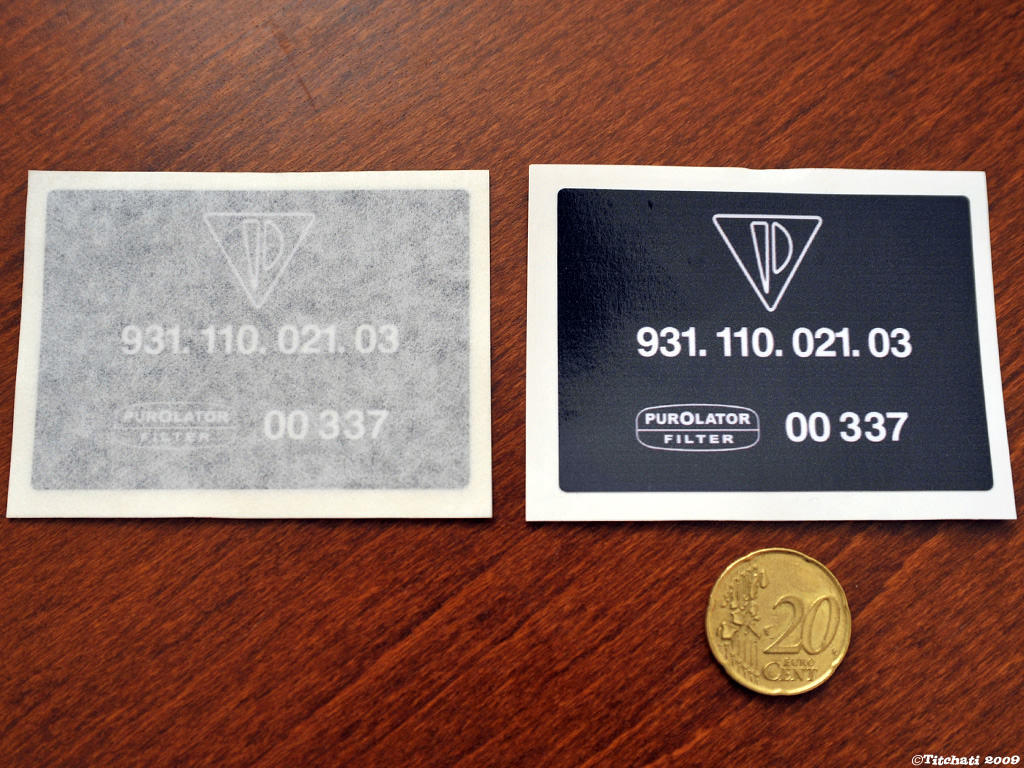 931. 110. 021. 03
PUROLATOR
FILTER
00 337
931. 110. 021. 03
PUROLATOR
FILTER
00 337
20
EURO
CENT
©Titchati 2009